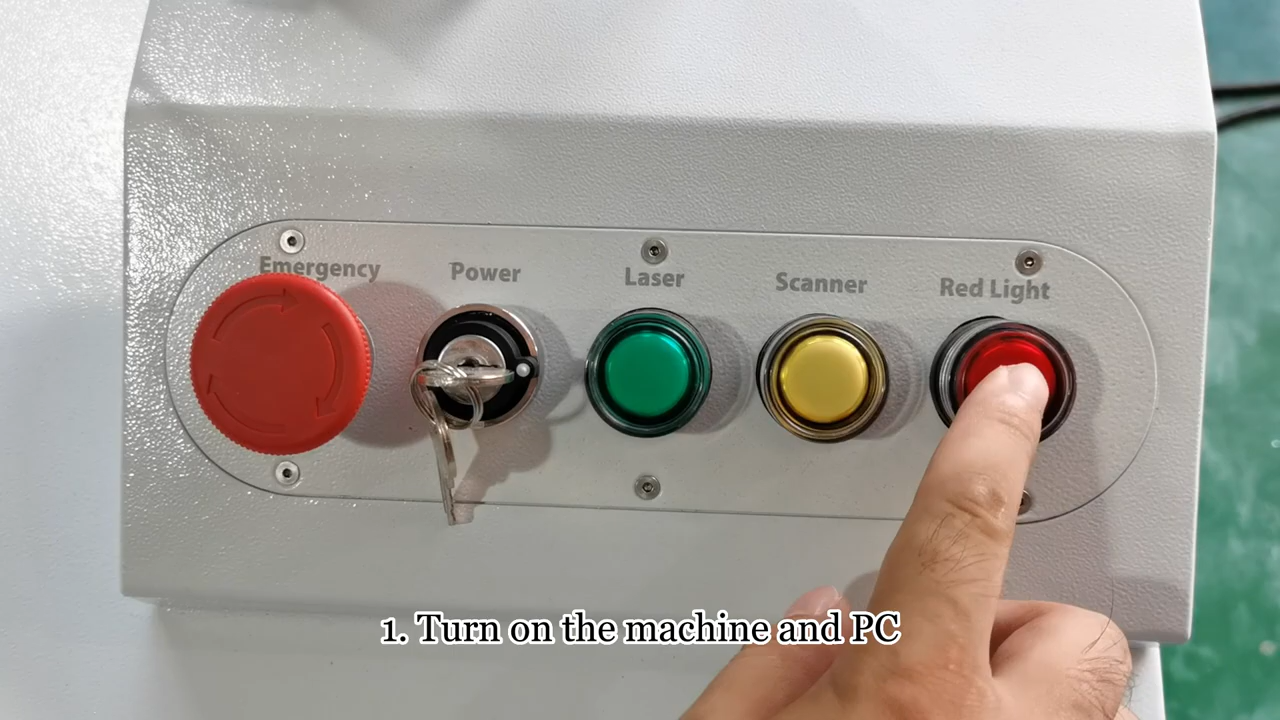 Emergency
Power
Laser
Scanner
Red Light
1. Turn on the machine and PC